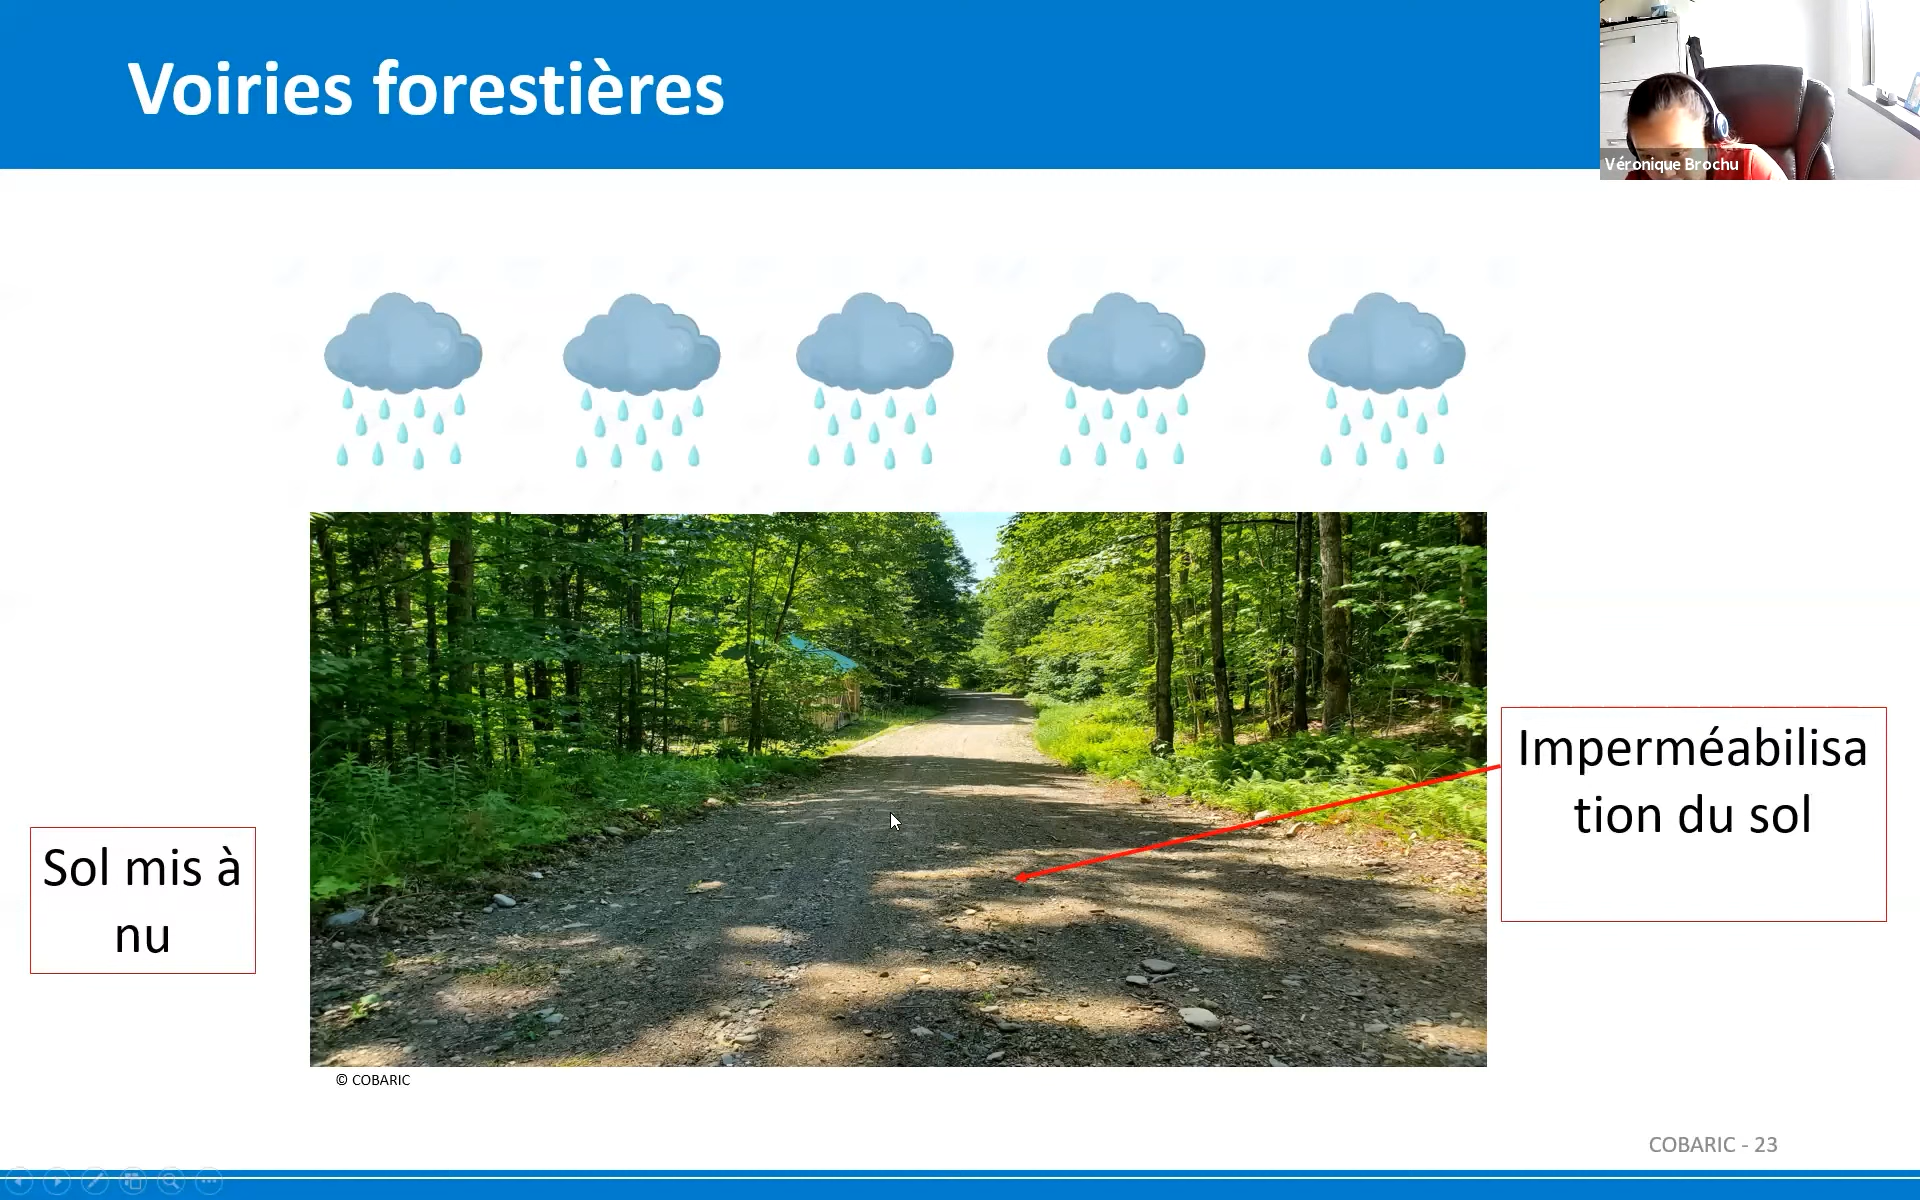 Voiries forestières
Véronique Brochu
Imperméabilisa
tion du sol
Sol mis à
nu
© COBARIC
COBARIC - 23